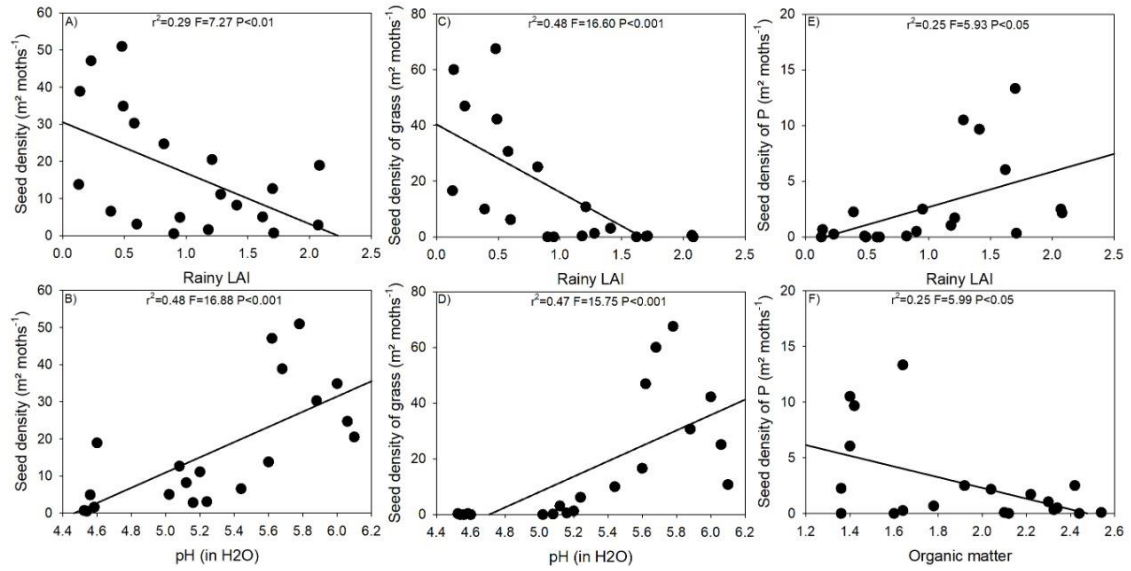 A) r²=0.29 F=7.27 P<0.01
Seed density (m² moths⁻¹)
60
50
40
30
20
10
0
0.0 0.5 1.0 1.5 2.0 2.5
Rainy LAI
C) r²=0.48 F=16.60 P<0.001
Seed density of grass (m² moths⁻¹)
80
60
40
20
0
0.0 0.5 1.0 1.5 2.0 2.5
Rainy LAI
E) r²=0.25 F=5.93 P<0.05
Seed density of P (m² moths⁻¹)
20
15
10
5
0
0.0 0.5 1.0 1.5 2.0 2.5
Rainy LAI
B) r²=0.48 F=16.88 P<0.001
Seed density (m² moths⁻¹)
60
50
40
30
20
10
0
4.4 4.6 4.8 5.0 5.2 5.4 5.6 5.8 6.0 6.2
pH (in H2O)
D) r²=0.47 F=15.75 P<0.001
Seed density of grass (m² moths⁻¹)
80
60
40
20
0
4.4 4.6 4.8 5.0 5.2 5.4 5.6 5.8 6.0 6.2
pH (in H2O)
F) r²=0.25 F=5.99 P<0.05
Seed density of P (m² moths⁻¹)
20
15
10
5
0
1.2 1.4 1.6 1.8 2.0 2.2 2.4 2.6
Organic matter